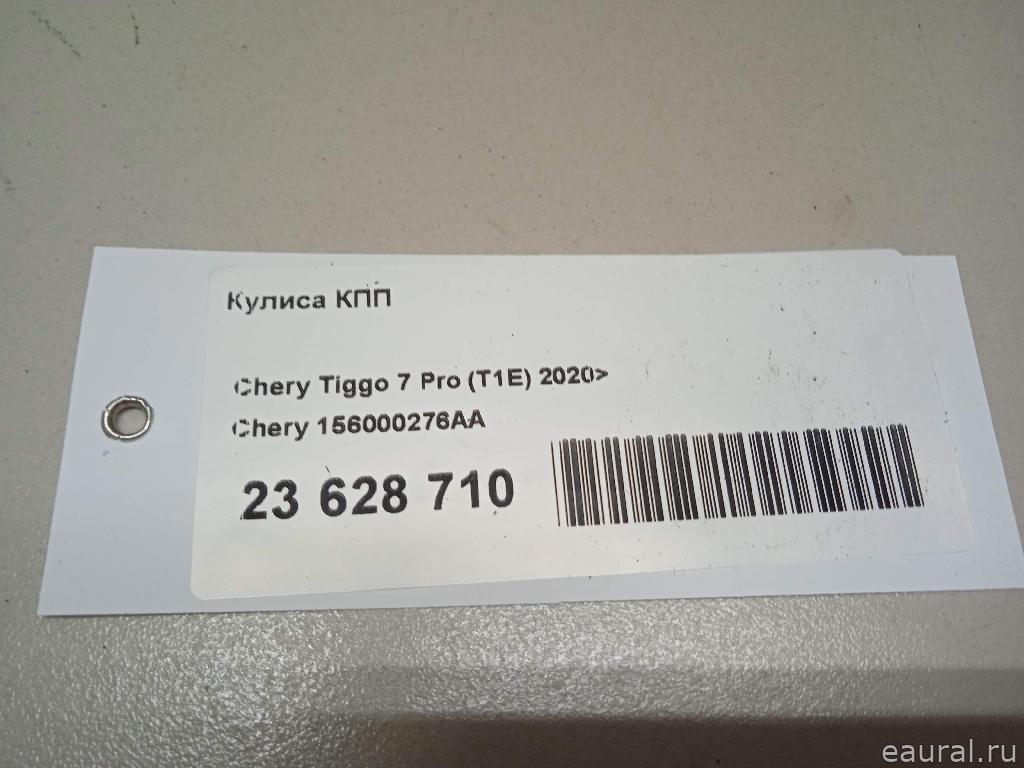 Кулиса КПП
Chery Tiggo 7 Pro (T1E) 2020>
Chery 156000276AA
23 628 710
eaural.ru